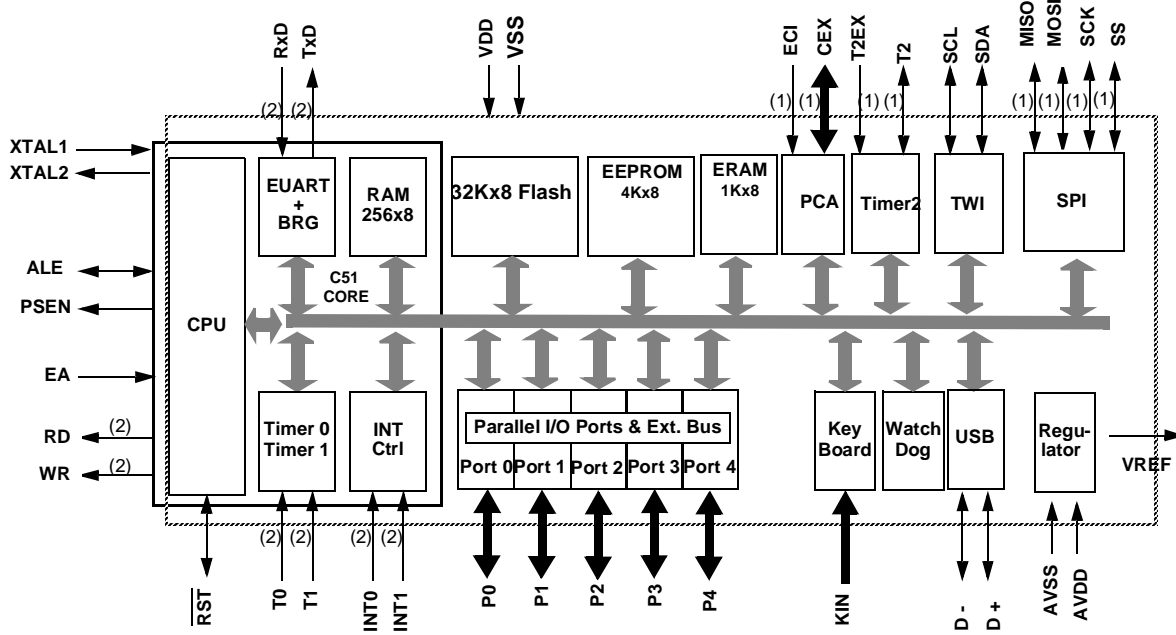 RxD
TxD
VDD
VSS
ECI
CEX
T2EX
T2
SCL
SDA
MISO
MOSI
SCK
SS
(2) (2)
(1) (1)
(1) (1)
(1) (1) (1) (1)
XTAL1
XTAL2
ALE
PSEN
EA
RD
(2)
WR
(2)
CPU
EUART
+
BRG
RAM
256x8
C51
CORE
32Kx8 Flash
EEPROM
4Kx8
ERAM
1Kx8
PCA
Timer2
TWI
SPI
Timer 0
Timer 1
INT
Ctrl
Parallel I/O Ports & Ext. Bus
Port 0
Port 1
Port 2
Port 3
Port 4
Key
Board
Watch
Dog
USB
Regu-
lator
VREF
(2) (2)
(2) (2)
RST
T0
T1
INT0
INT1
P0
P1
P2
P3
P4
KIN
D -
D +
AVSS
AVDD